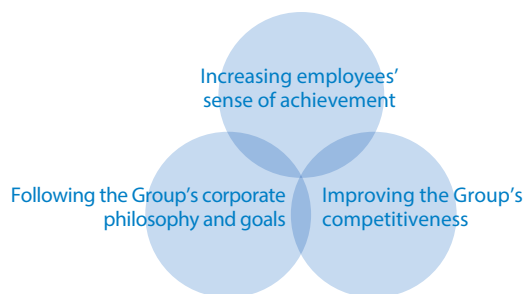 Increasing employees'
sense of achievement
Following the Group's corporate
philosophy and goals
Improving the Group's
competitiveness